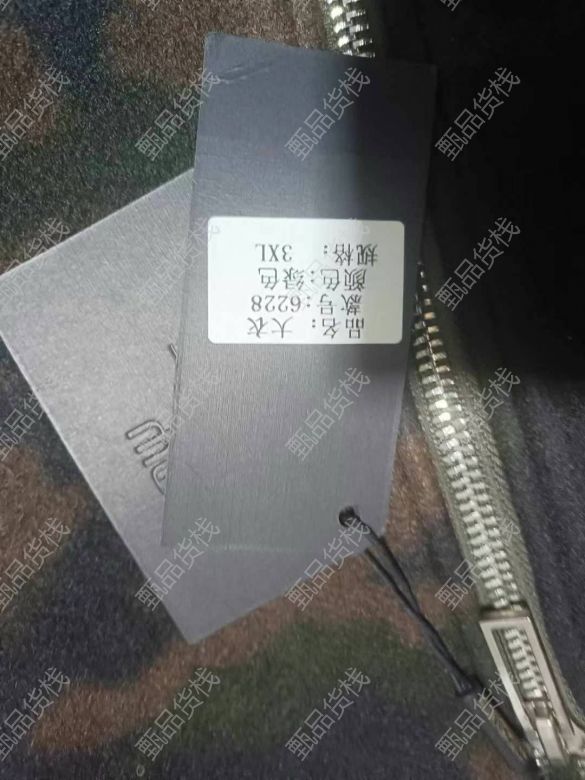 品名: 大衣
款号:6228
颜色:绿色
规格: 3XL
甄品货栈